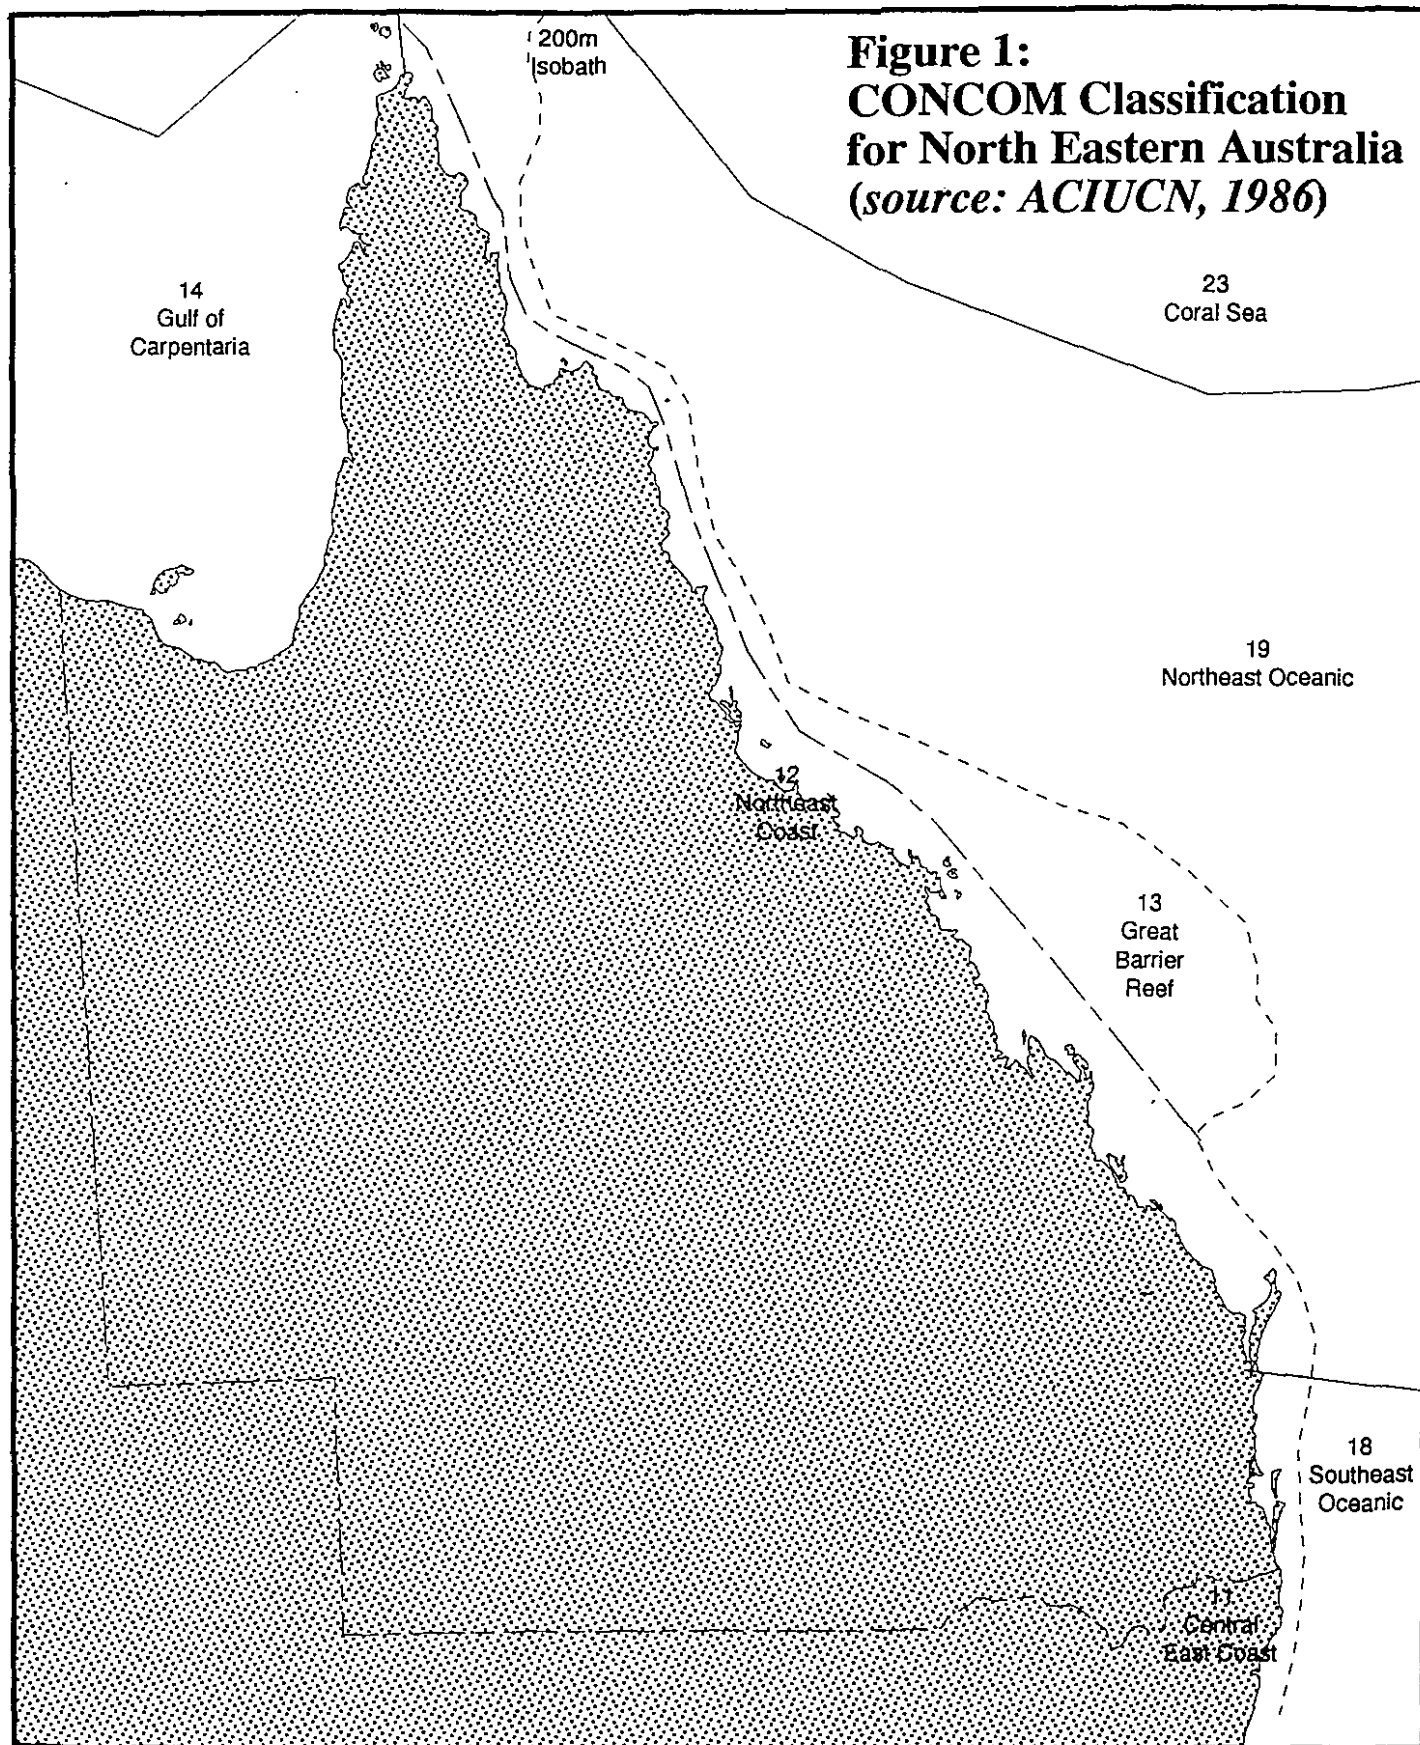 Figure 1:
CONCOM Classification
for North Eastern Australia
(source: ACIUCN, 1986)
200m
Isobath
14
Gulf of
Carpentaria
23
Coral Sea
19
Northeast Oceanic
12
Northeast
Coast
13
Great
Barrier
Reef
18
Southeast
Oceanic
11
Central
East Coast